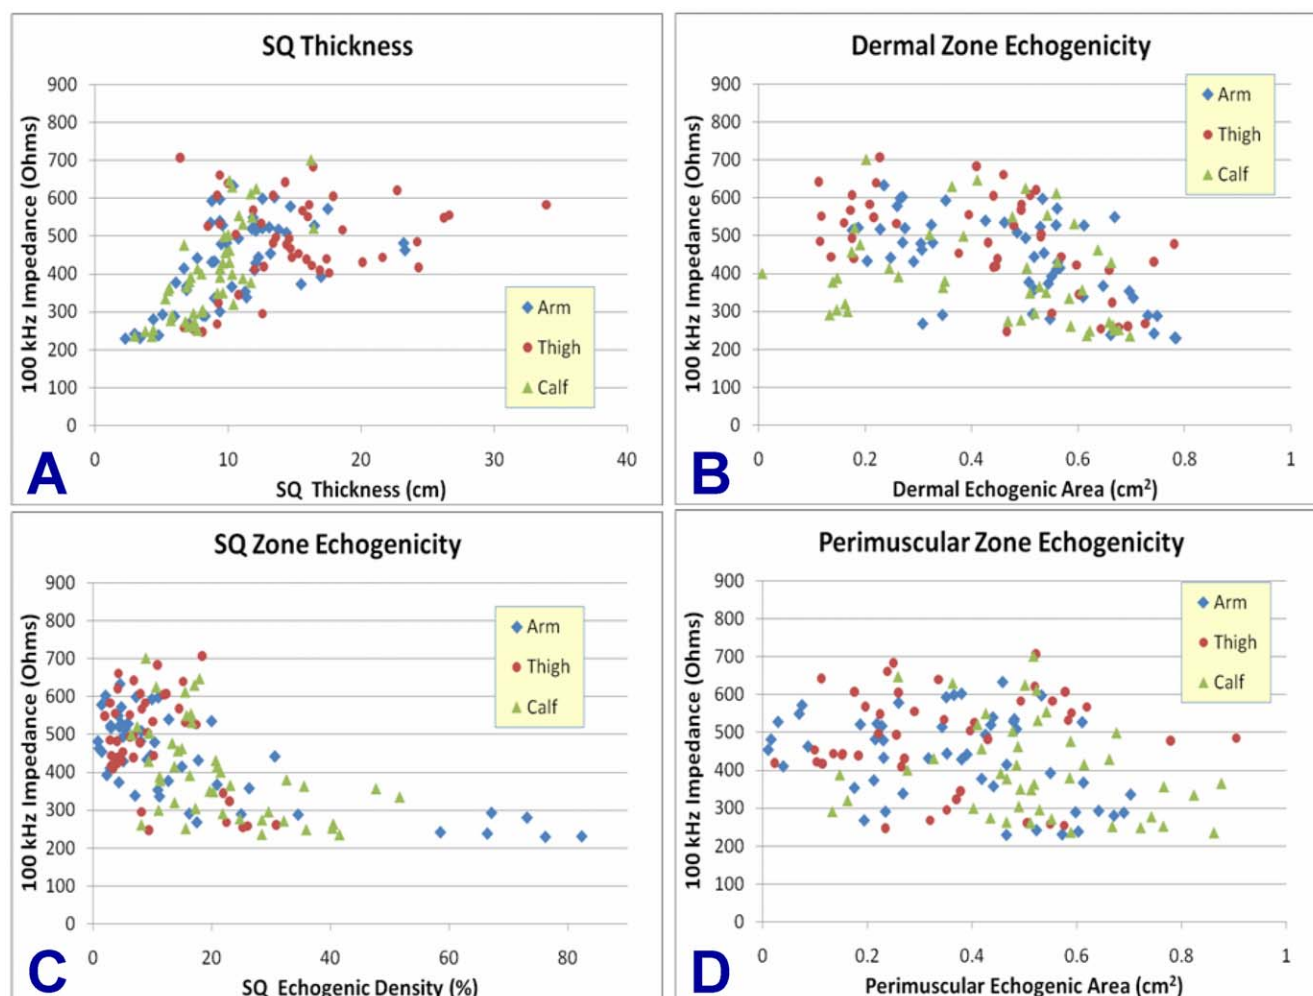 SQ Thickness
100 kHz Impedance (Ohms)
900
800
700
600
500
400
300
200
100
0
0 10 20 30 40
SQ Thickness (cm)
Arm
Thigh
Calf
A
Dermal Zone Echogenicity
100 kHz Impedance (Ohms)
900
800
700
600
500
400
300
200
100
0
0 0.2 0.4 0.6 0.8 1
Dermal Echogenic Area (cm²)
Arm
Thigh
Calf
B
SQ Zone Echogenicity
100 kHz Impedance (Ohms)
900
800
700
600
500
400
300
200
100
0
0 20 40 60 80
SQ Echogenic Density (%)
Arm
Thigh
Calf
C
Perimuscular Zone Echogenicity
100 kHz Impedance (Ohms)
900
800
700
600
500
400
300
200
100
0
0 0.2 0.4 0.6 0.8 1
Perimuscular Echogenic Area (cm²)
Arm
Thigh
Calf
D